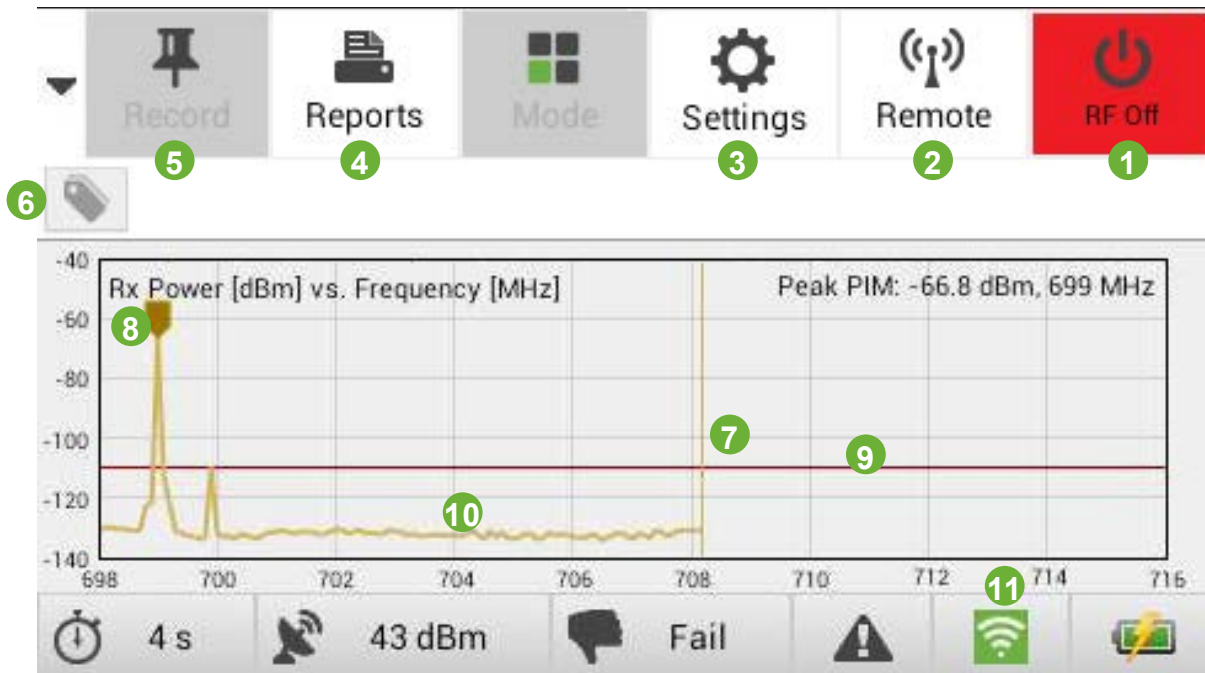 Record Reports Mode Settings Remote RF Off
5 4 3 2 1
6
-40
Rx Power [dBm] vs. Frequency [MHz] Peak PIM: -66.8 dBm, 699 MHz
-60
8
-80
-100
7
9
-120
10
-140
698 700 702 704 706 708 710 712 714 716
11
4 s 43 dBm Fail